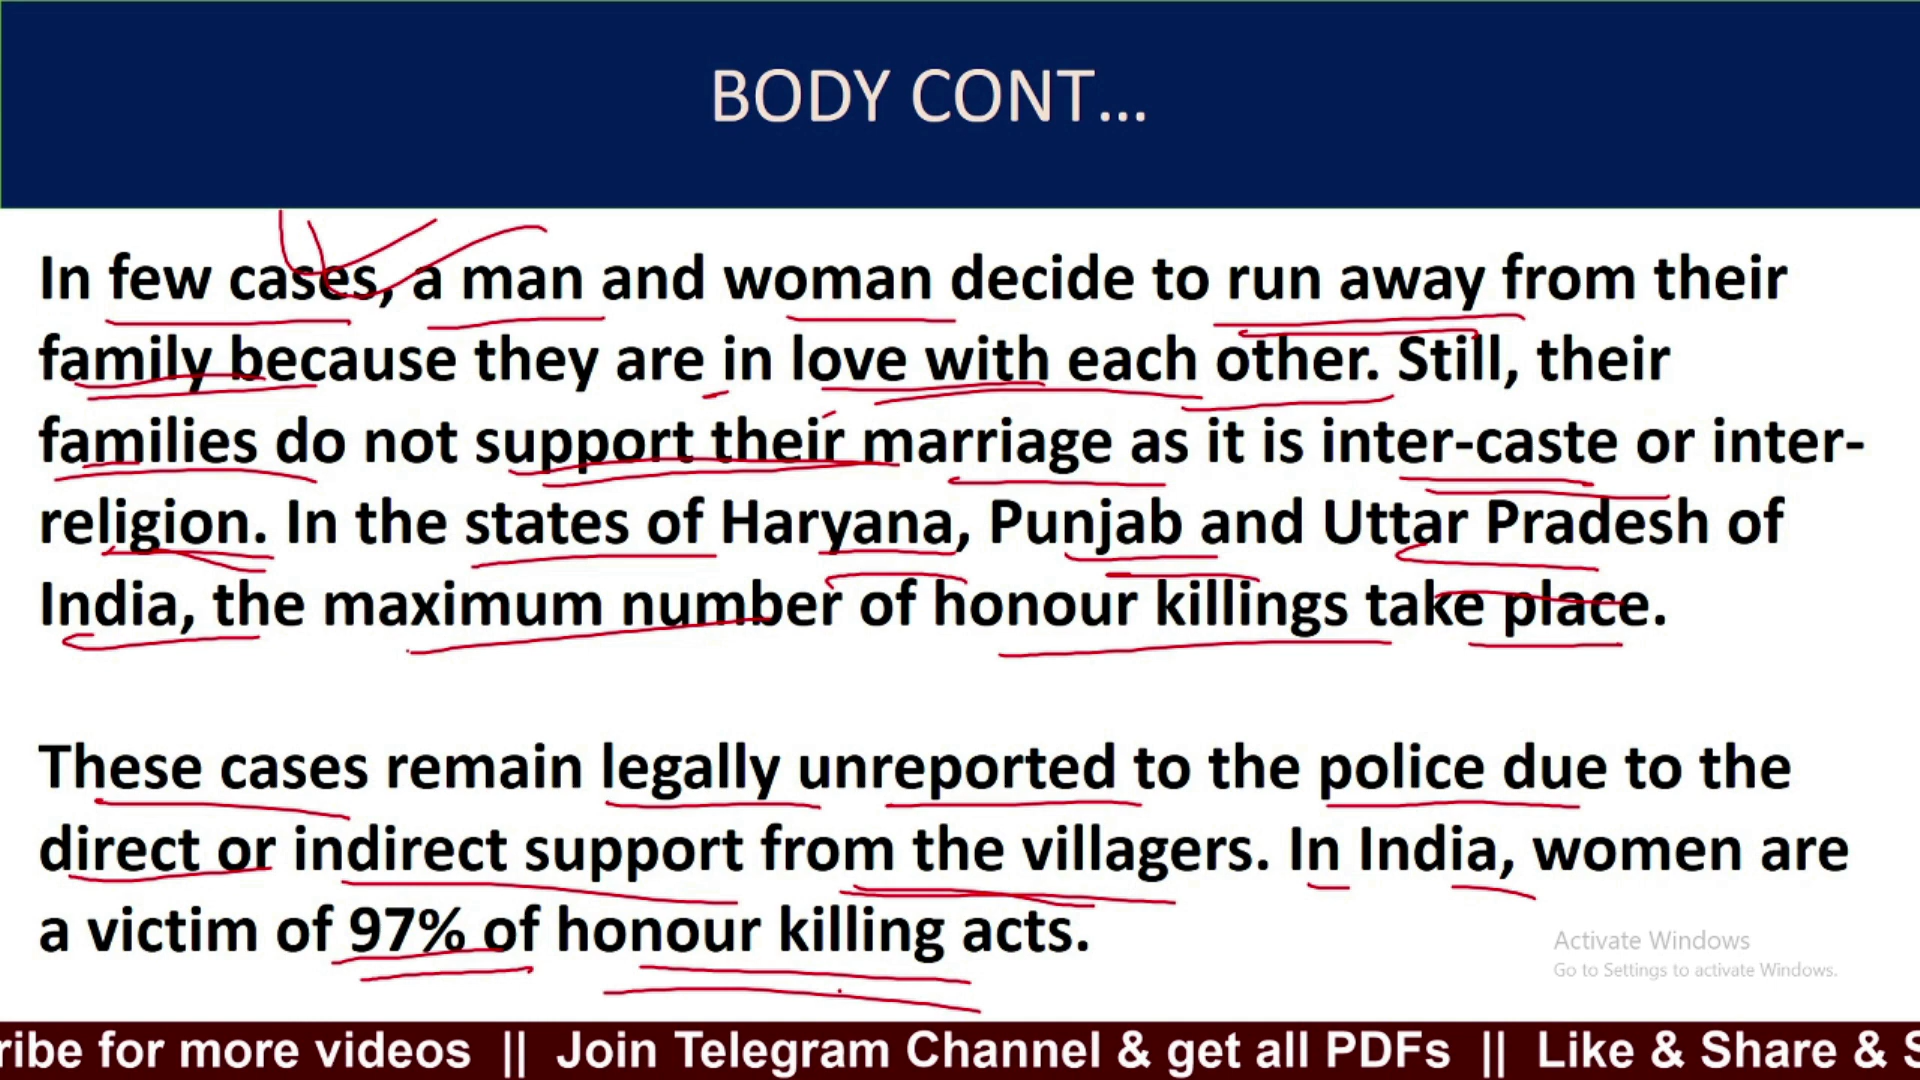 BODY CONT...
In few cases, a man and woman decide to run away from their
family because they are in love with each other. Still, their
families do not support their marriage as it is inter-caste or inter-
religion. In the states of Haryana, Punjab and Uttar Pradesh of
India, the maximum number of honour killings take place.
These cases remain legally unreported to the police due to the
direct or indirect support from the villagers. In India, women are
a victim of 97% of honour killing acts.
Activate Windows
Go to Settings to activate Windows.
ribe for more videos || Join Telegram Channel & get all PDFs || Like & Share & S